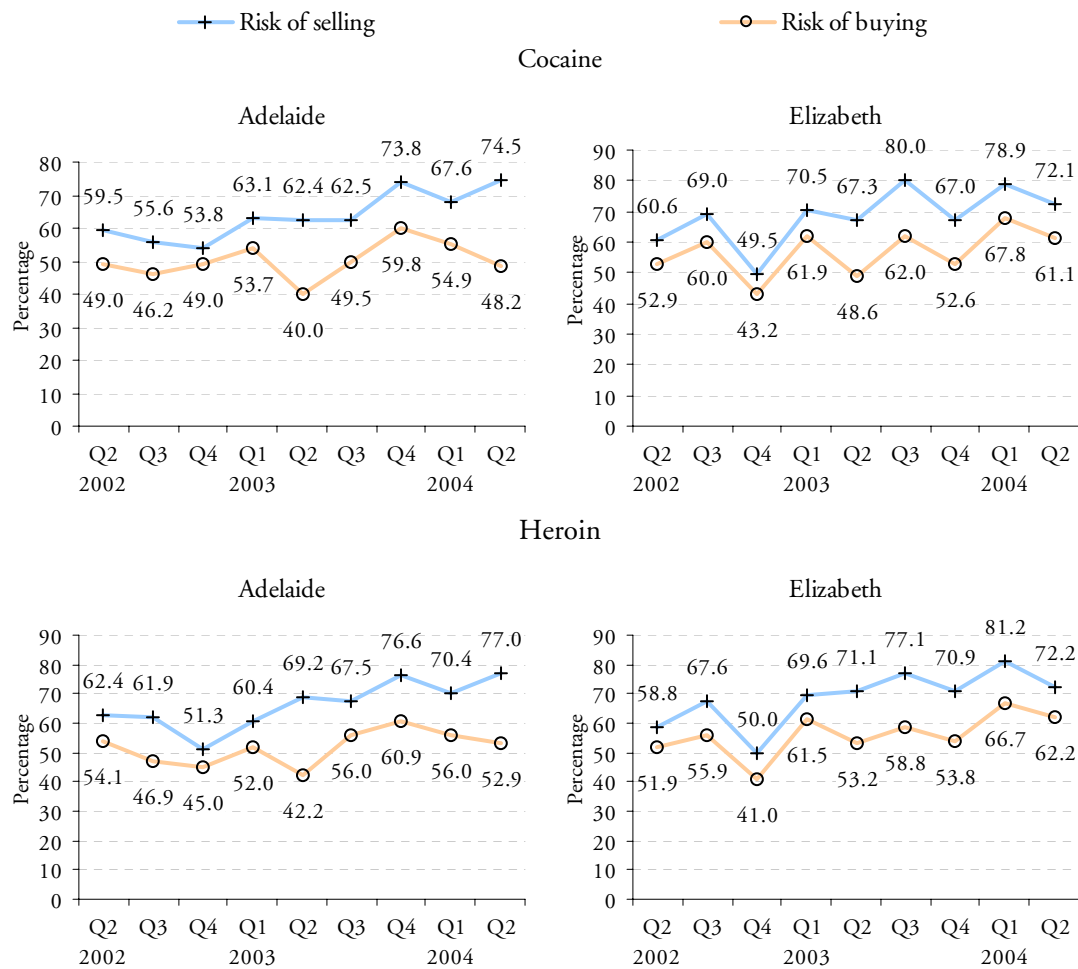 Risk of selling Risk of buying
Cocaine
Adelaide
Percentage
80
70
60
50
40
30
20
10
0
59.5 55.6 53.8 63.1 62.4 62.5 73.8 67.6 74.5
49.0 46.2 49.0 53.7 40.0 49.5 59.8 54.9 48.2
Q2 Q3 Q4 Q1 Q2 Q3 Q4 Q1 Q2
2002 2003 2004
Elizabeth
Percentage
90
80
70
60
50
40
30
20
10
0
60.6 69.0 49.5 70.5 67.3 80.0 67.0 78.9 72.1
52.9 60.0 43.2 61.9 48.6 62.0 52.6 67.8 61.1
Q2 Q3 Q4 Q1 Q2 Q3 Q4 Q1 Q2
2002 2003 2004
Heroin
Adelaide
Percentage
90
80
70
60
50
40
30
20
10
0
62.4 61.9 51.3 60.4 69.2 67.5 76.6 70.4 77.0
54.1 46.9 45.0 52.0 42.2 56.0 60.9 56.0 52.9
Q2 Q3 Q4 Q1 Q2 Q3 Q4 Q1 Q2
2002 2003 2004
Elizabeth
Percentage
90
80
70
60
50
40
30
20
10
0
58.8 67.6 50.0 69.6 71.1 77.1 70.9 81.2 72.2
51.9 55.9 41.0 61.5 53.2 58.8 53.8 66.7 62.2
Q2 Q3 Q4 Q1 Q2 Q3 Q4 Q1 Q2
2002 2003 2004